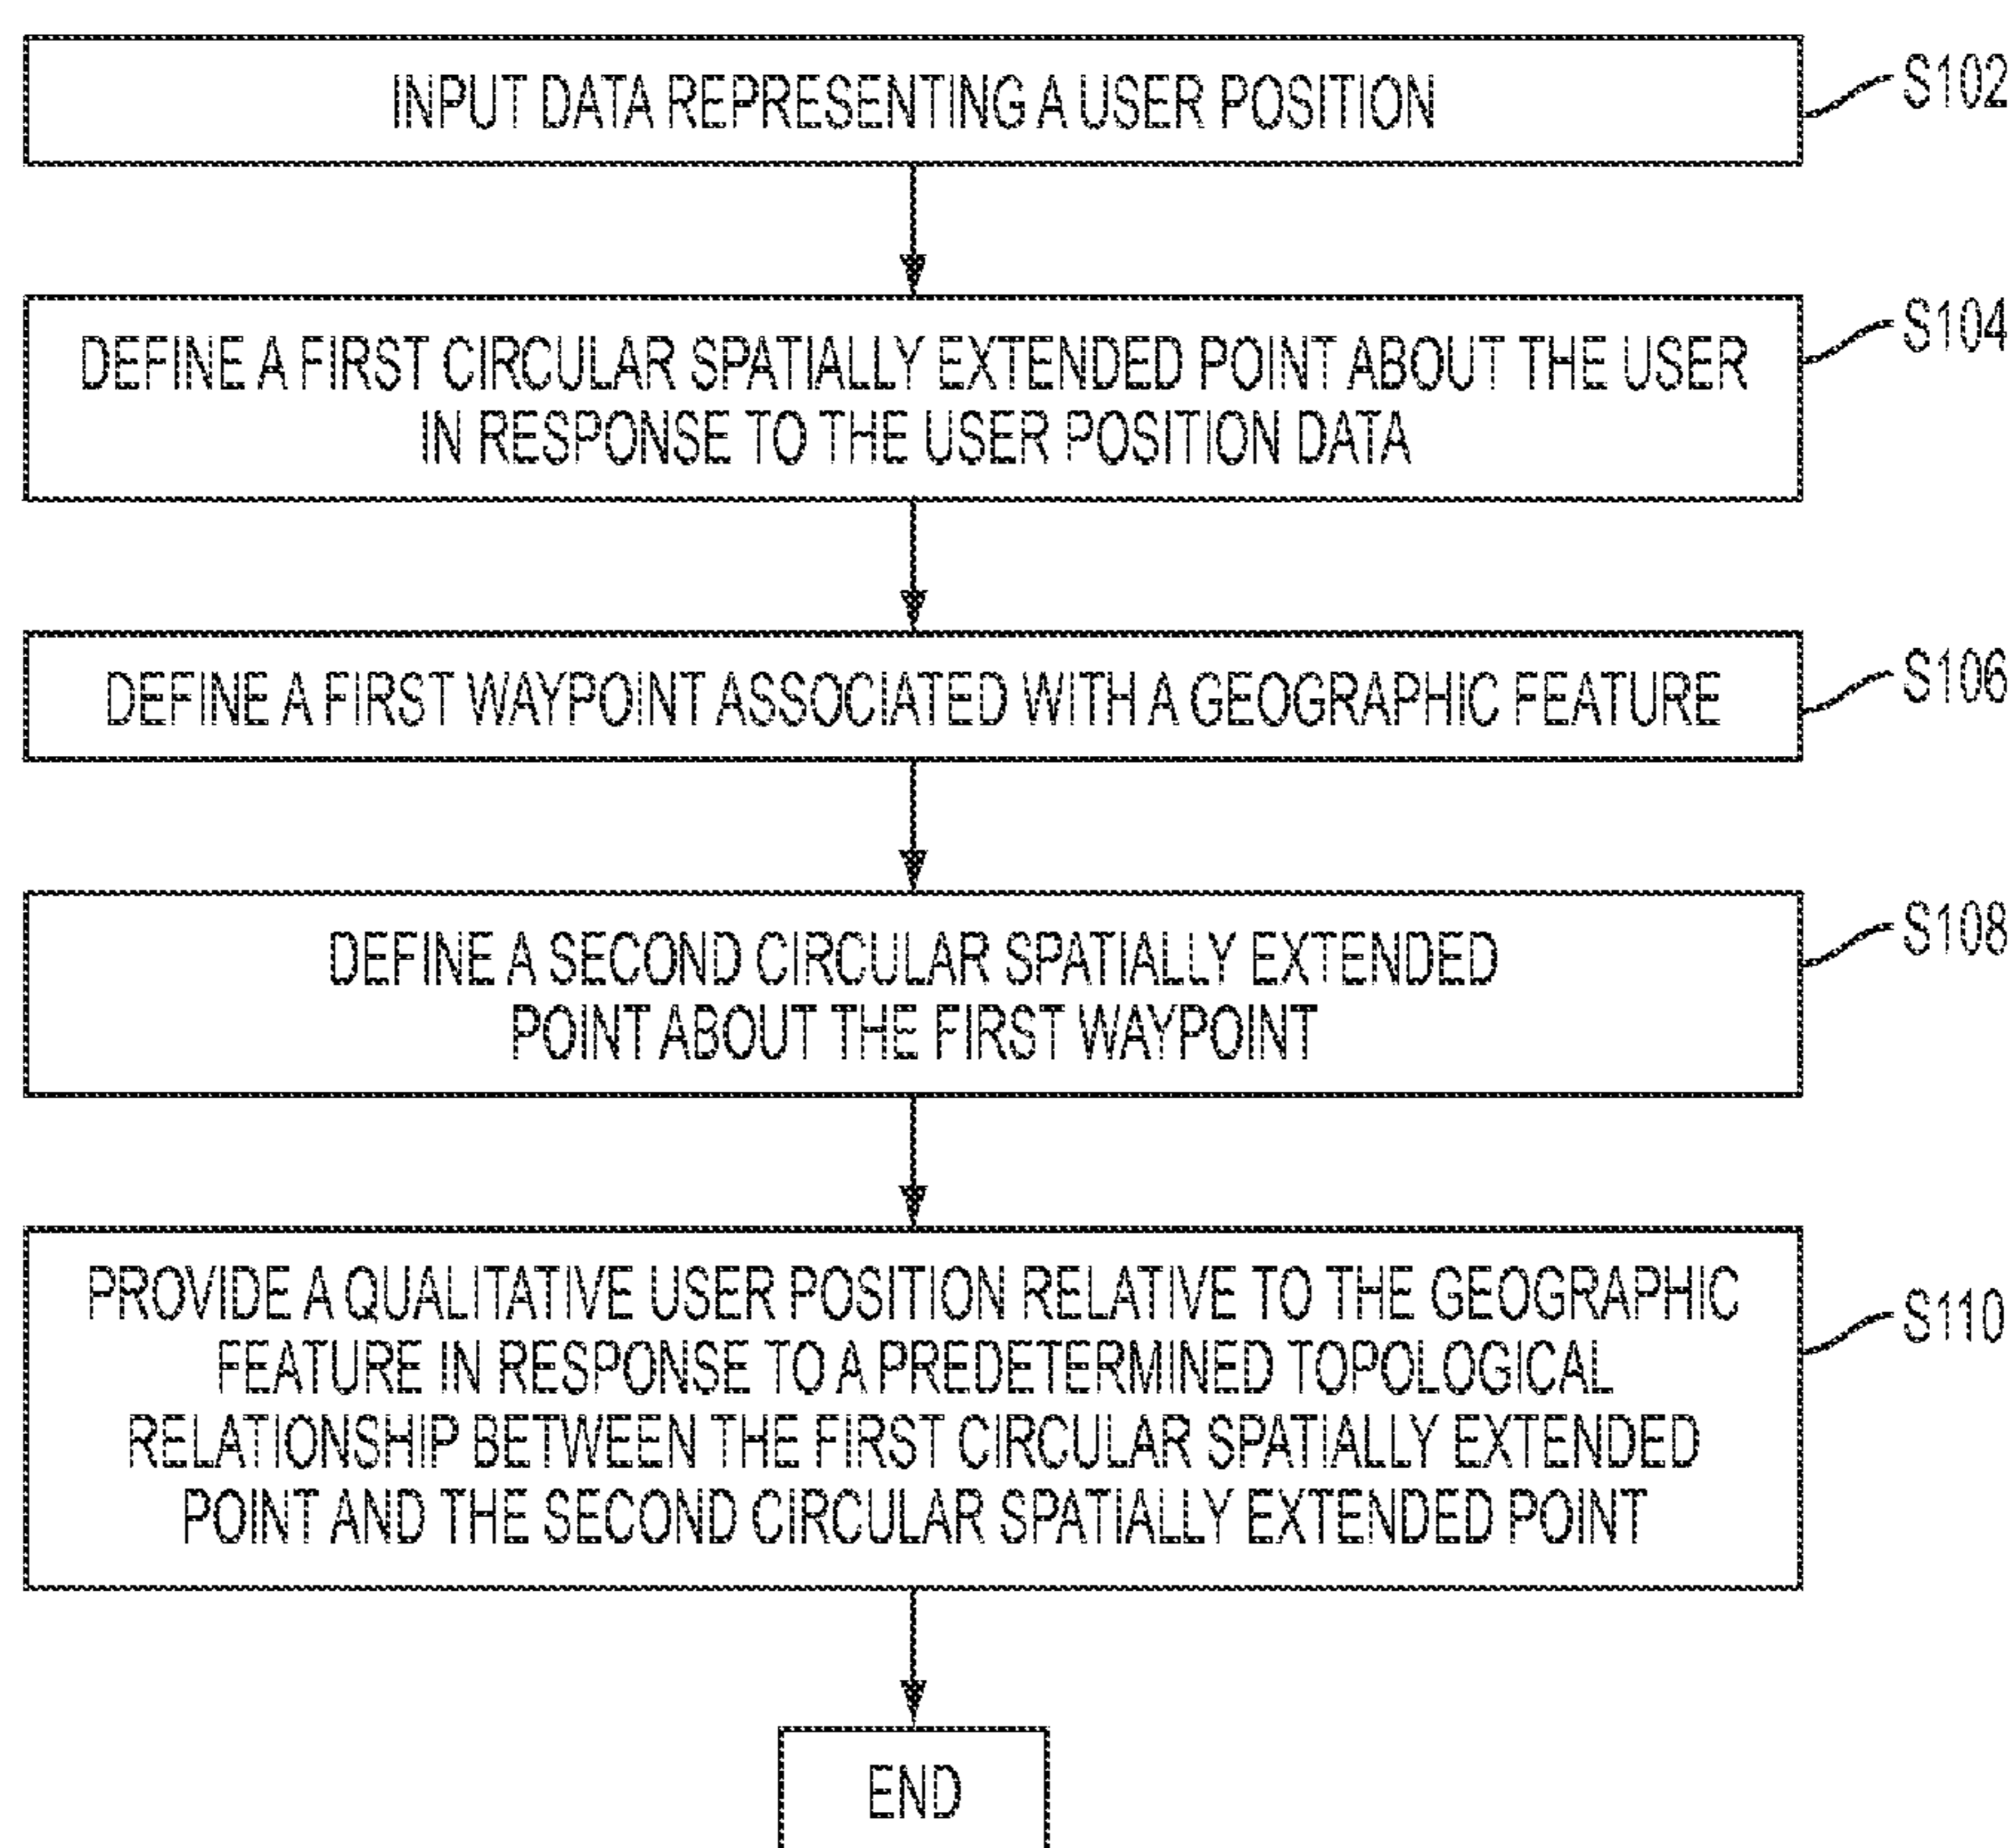 INPUT DATA REPRESENTING A USER POSITION
S102
DEFINE A FIRST CIRCULAR SPATIALLY EXTENDED POINT ABOUT THE USER
IN RESPONSE TO THE USER POSITION DATA
S104
DEFINE A FIRST WAYPOINT ASSOCIATED WITH A GEOGRAPHIC FEATURE
S106
DEFINE A SECOND CIRCULAR SPATIALLY EXTENDED
POINT ABOUT THE FIRST WAYPOINT
S108
PROVIDE A QUALITATIVE USER POSITION RELATIVE TO THE GEOGRAPHIC
FEATURE IN RESPONSE TO A PREDETERMINED TOPOLOGICAL
RELATIONSHIP BETWEEN THE FIRST CIRCULAR SPATIALLY EXTENDED
POINT AND THE SECOND CIRCULAR SPATIALLY EXTENDED POINT
S110
END